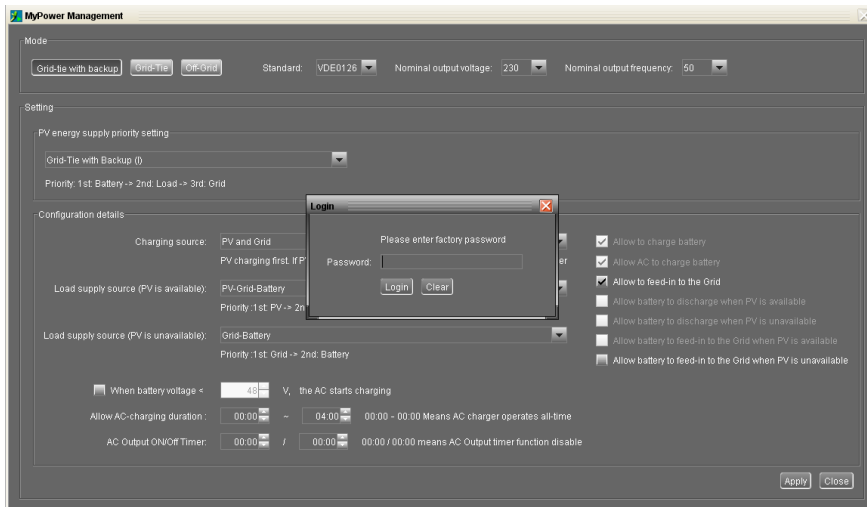 MyPower Management
Mode
Grid-tie with backup Grid-Tie Off-Grid Standard: VDE0126 Nominal output voltage: 230 Nominal output frequency: 50
Setting
PV energy supply priority setting
Grid-Tie with Backup (I)
Priority: 1st: Battery -> 2nd: Load -> 3rd: Grid
Configuration details
Login
Please enter factory password
Password:
Login Clear
Charging source: PV and Grid
PV charging first. If P er
Load supply source (PV is available): PV-Grid-Battery
Priority :1st: PV-> 2n
Load supply source (PV is unavailable): Grid-Battery
Priority :1st: Grid -> 2nd: Battery
Allow to charge battery
Allow AC to charge battery
Allow to feed-in to the Grid
Allow battery to discharge when PV is available
Allow battery to discharge when PV is unavailable
Allow battery to feed-in to the Grid when PV is available
Allow battery to feed-in to the Grid when PV is unavailable
When battery voltage < 48 V, the AC starts charging
Allow AC-charging duration : 00:00 ~ 04:00 00:00 - 00:00 Means AC charger operates all-time
AC Output ON/Off Timer: 00:00 / 00:00 00:00 / 00:00 means AC Output timer function disable
Apply Close